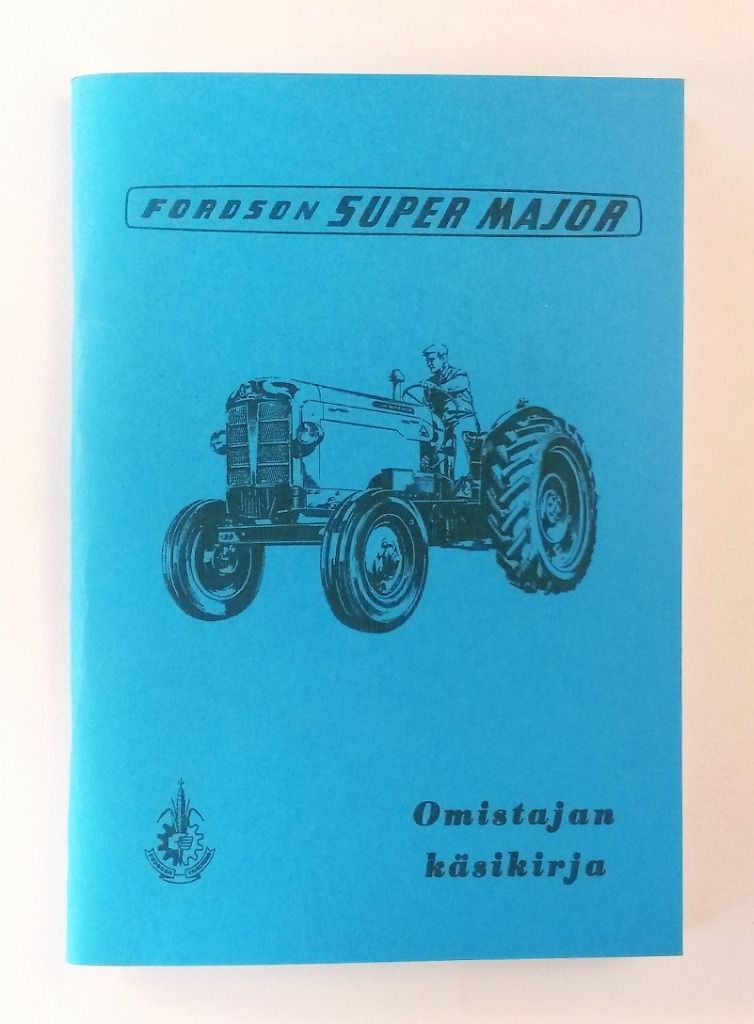 FORDSON SUPER MAJOR
Omistajan
käsikirja